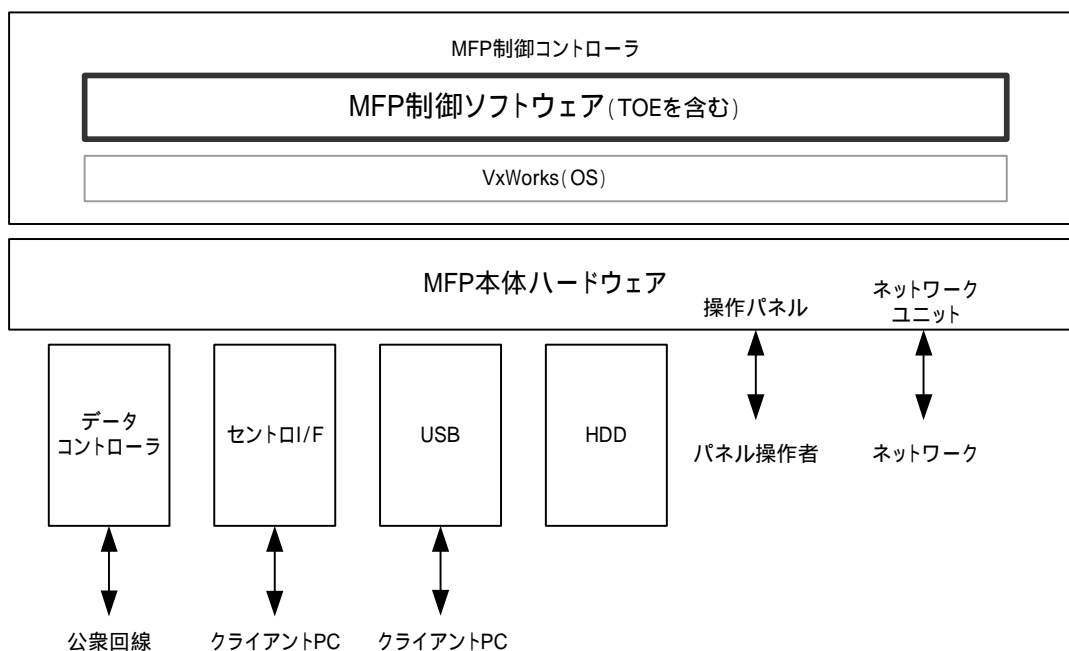 MFP制御コントローラ
MFP制御ソフトウェア(TOEを含む)
VxWorks(OS)
MFP本体ハードウェア
操作パネル
ネットワーク
ユニット
データ
コントローラ
セントロI/F
USB
HDD
パネル操作者
ネットワーク
公衆回線
クライアントPC
クライアントPC